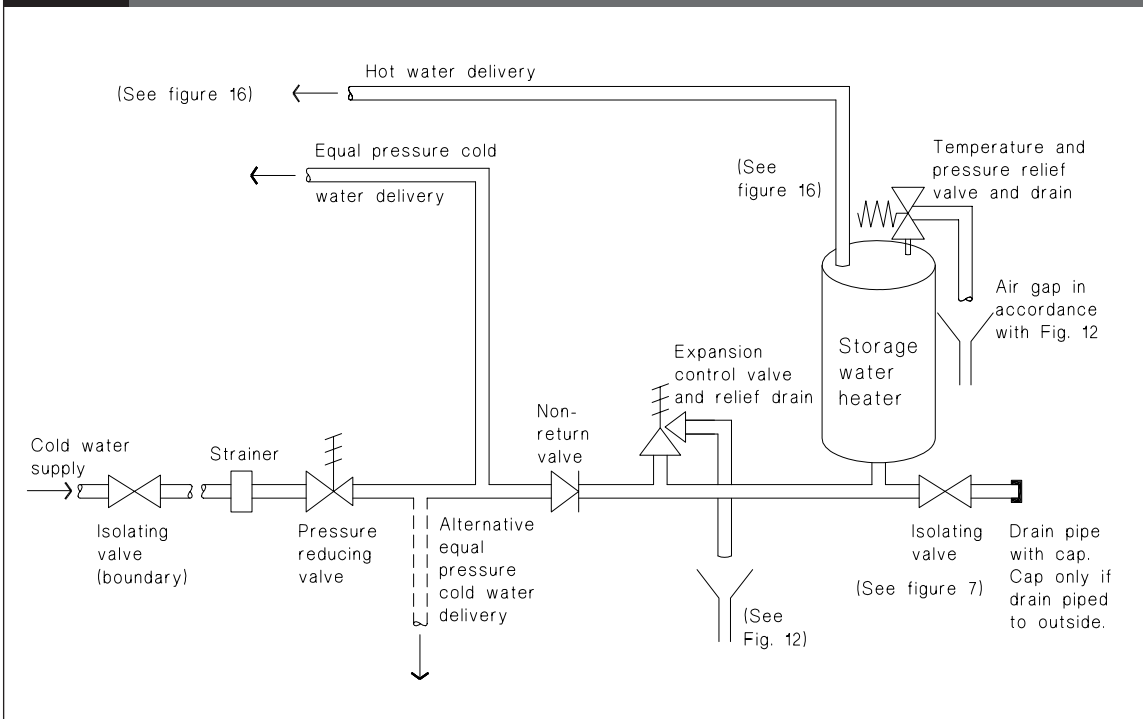 Hot water delivery
(See figure 16)
Equal pressure cold
water delivery
(See
figure 16)
Temperature and
pressure relief
valve and drain
Air gap in
accordance
with Fig. 12
Storage
water
heater
Expansion
control valve
and relief drain
Non-
return
valve
Cold water
supply
Strainer
Isolating
valve
(boundary)
Pressure
reducing
valve
Alternative
equal
pressure
cold water
delivery
(See
Fig. 12)
Isolating
valve
(See figure 7)
Drain pipe
with cap.
Cap only if
drain piped
to outside.